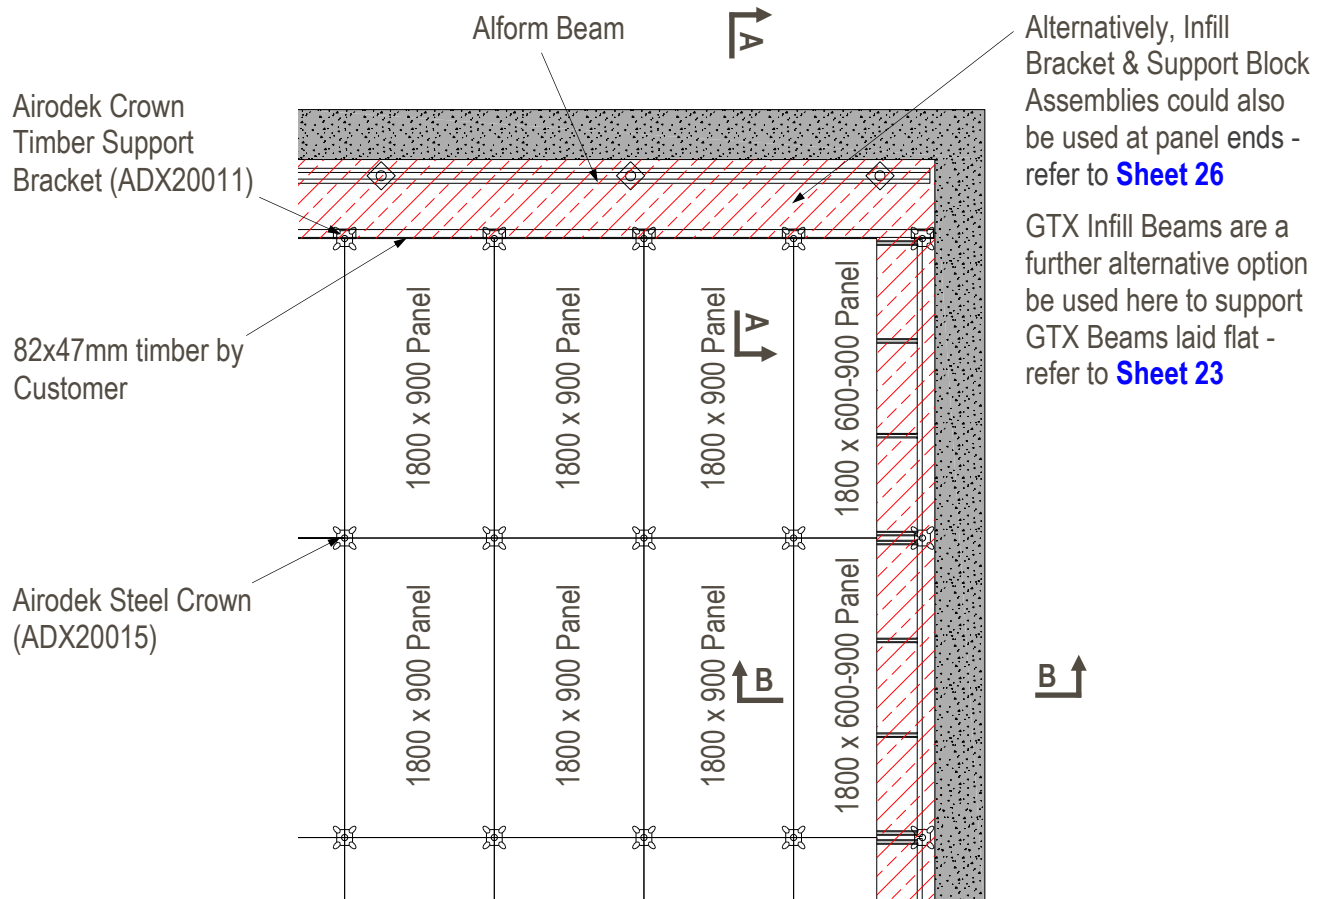 Alform Beam
A
Alternatively, Infill
Bracket & Support Block
Assemblies could also
be used at panel ends -
refer to Sheet 26
GTX Infill Beams are a
further alternative option
be used here to support
GTX Beams laid flat -
refer to Sheet 23
Airodek Crown
Timber Support
Bracket (ADX20011)
82x47mm timber by
Customer
Airodek Steel Crown
(ADX20015)
1800 x 900 Panel
1800 x 900 Panel
1800 x 900 Panel
A
1800 x 600-900 Panel
1800 x 900 Panel
1800 x 900 Panel
1800 x 900 Panel
B
1800 x 600-900 Panel
B